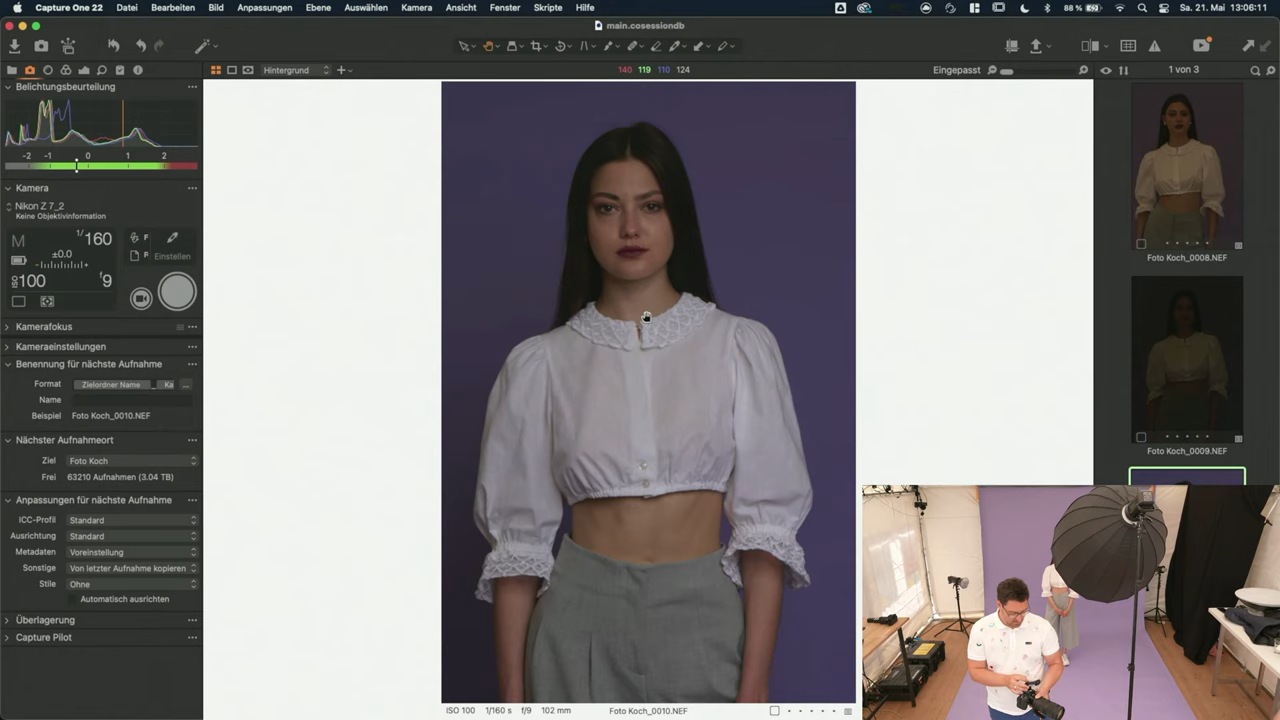 Capture One 22 Datei Bearbeiten Bild Anpassungen Ebene Auswählen Kamera Ansicht Fenster Skripte Hilfe 88 % Sa. 21. Mai 13:06:11
main.cosessiondb
Hintergrund 140 119 110 124 Eingepasst 1 von 3
Belichtungsbeurteilung
-2 -1 0 1 2
Kamera
Nikon Z 7_2
Keine Objektivinformation
M 1/160 F
±0.0 F Einstellen
ISO 100 f9
Kamerafokus
Kameraeinstellungen
Benennung für nächste Aufnahme
Format Zielordner Name _ Ka ...
Name
Beispiel Foto Koch_0010.NEF
Nächster Aufnahmeort
Ziel Foto Koch
Frei 63210 Aufnahmen (3.04 TB)
Anpassungen für nächste Aufnahme
ICC-Profil Standard
Ausrichtung Standard
Metadaten Voreinstellung
Sonstige Von letzter Aufnahme kopieren
Stile Ohne
Automatisch ausrichten
Überlagerung
Capture Pilot
ISO 100 1/160 s f/9 102 mm Foto Koch_0010.NEF
Foto Koch_0008.NEF
Foto Koch_0009.NEF